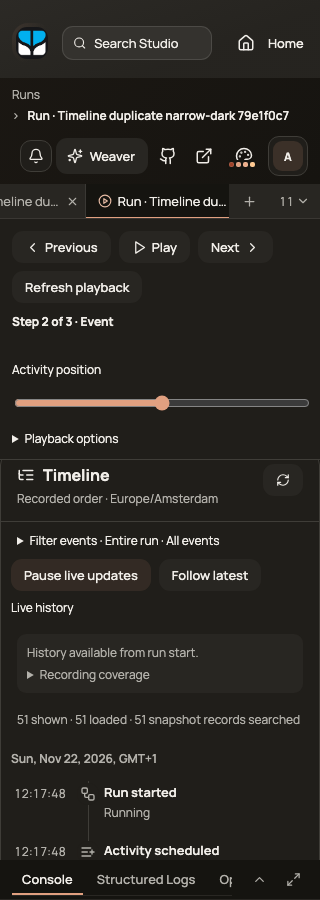 Search Studio
Home
Runs
› Run · Timeline duplicate narrow-dark 79e1f0c7
Weaver
A
neline du... ×
Run · Timeline du...
+
11
Previous
Play
Next
Refresh playback
Step 2 of 3 · Event
Activity position
Playback options
Timeline
Recorded order · Europe/Amsterdam
Filter events · Entire run · All events
Pause live updates
Follow latest
Live history
History available from run start.
Recording coverage
51 shown · 51 loaded · 51 snapshot records searched
Sun, Nov 22, 2026, GMT+1
12:17:48 Run started
Running
12:17:48 Activity scheduled
Console
Structured Logs